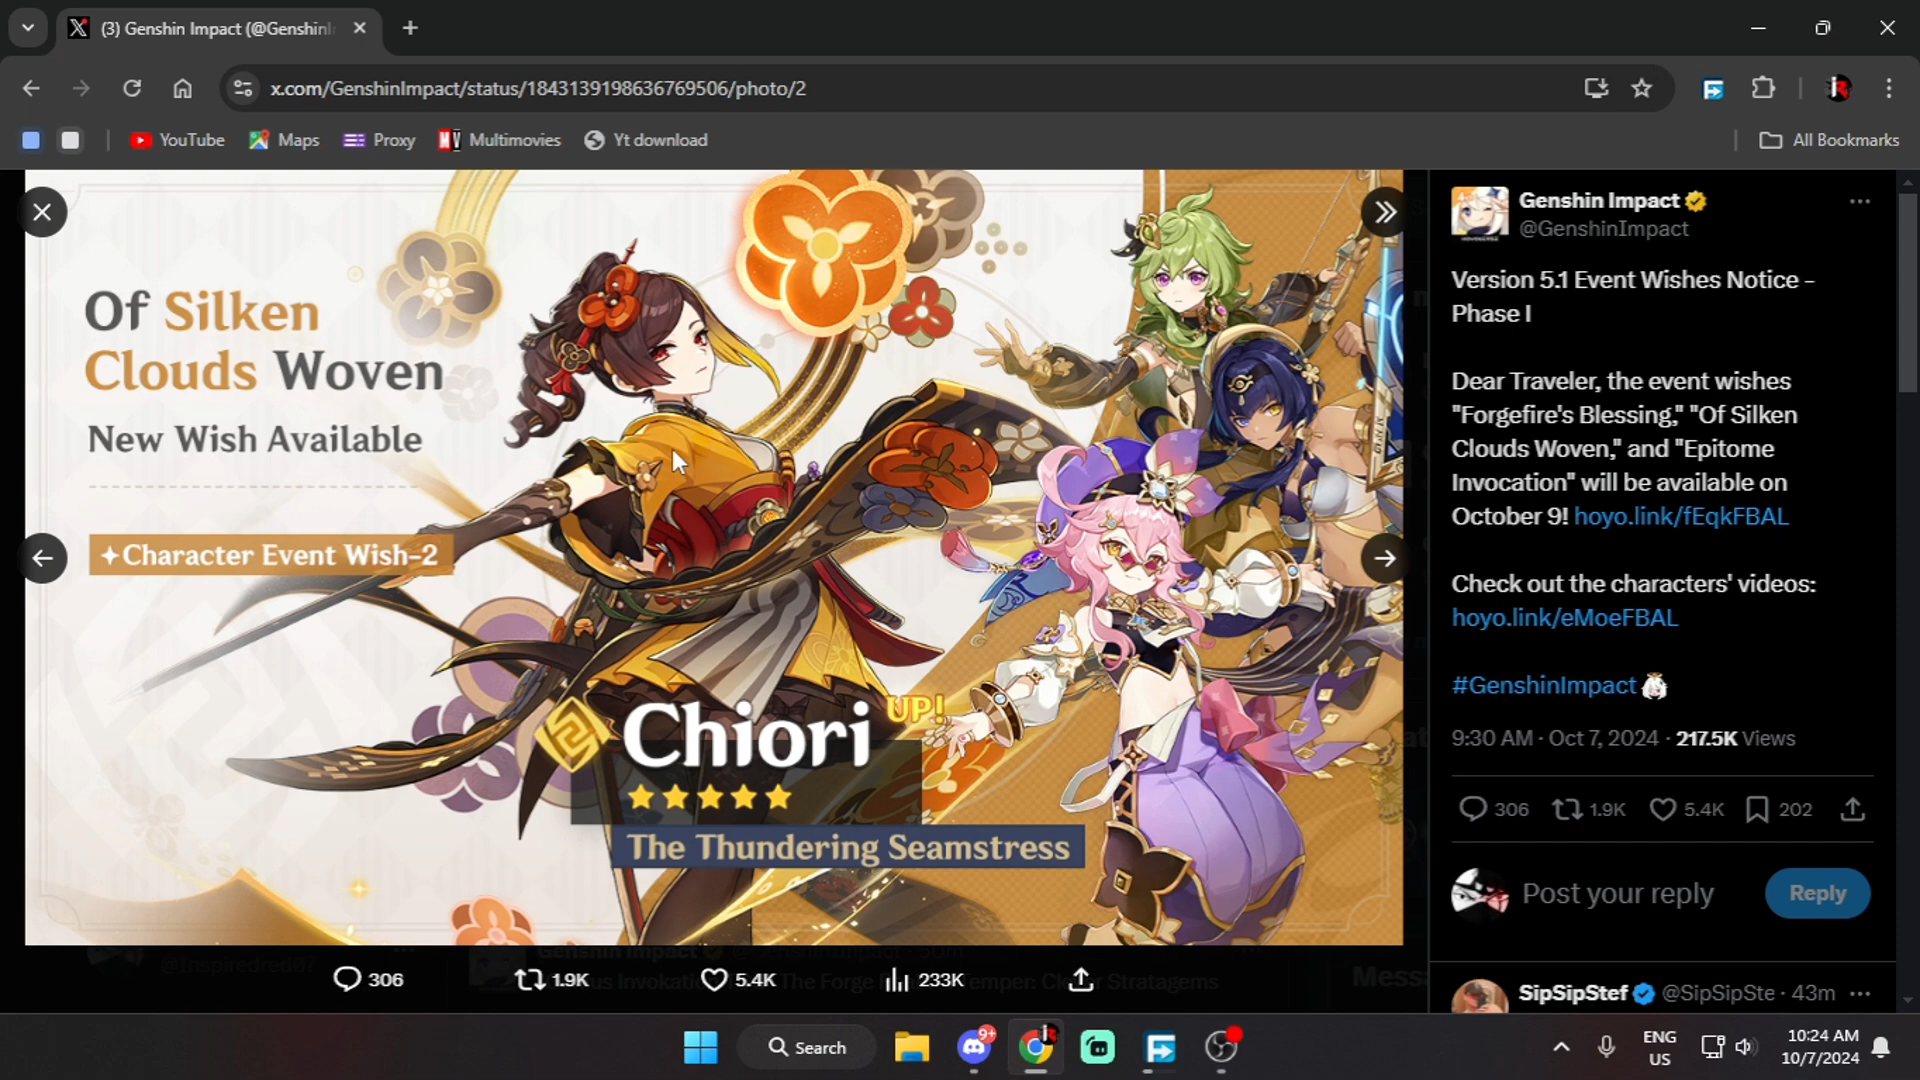 (3) Genshin Impact (@GenshinI
x.com/GenshinImpact/status/1843139198636769506/photo/2
YouTube
Maps
Proxy
Multimovies
Yt download
All Bookmarks
Of Silken
Clouds Woven
New Wish Available
✦Character Event Wish-2
Chiori
UP!
The Thundering Seamstress
306
1.9K
5.4K
233K
Genshin Impact
@GenshinImpact
Version 5.1 Event Wishes Notice -
Phase I
Dear Traveler, the event wishes
"Forgefire's Blessing," "Of Silken
Clouds Woven," and "Epitome
Invocation" will be available on
October 9! hoyo.link/fEqkFBAL
Check out the characters' videos:
hoyo.link/eMoeFBAL
#GenshinImpact
9:30 AM · Oct 7, 2024 · 217.5K Views
306
1.9K
5.4K
202
Post your reply
Reply
SipSipStef @SipSipSte · 43m
Search
9+
ENG
US
10:24 AM
10/7/2024